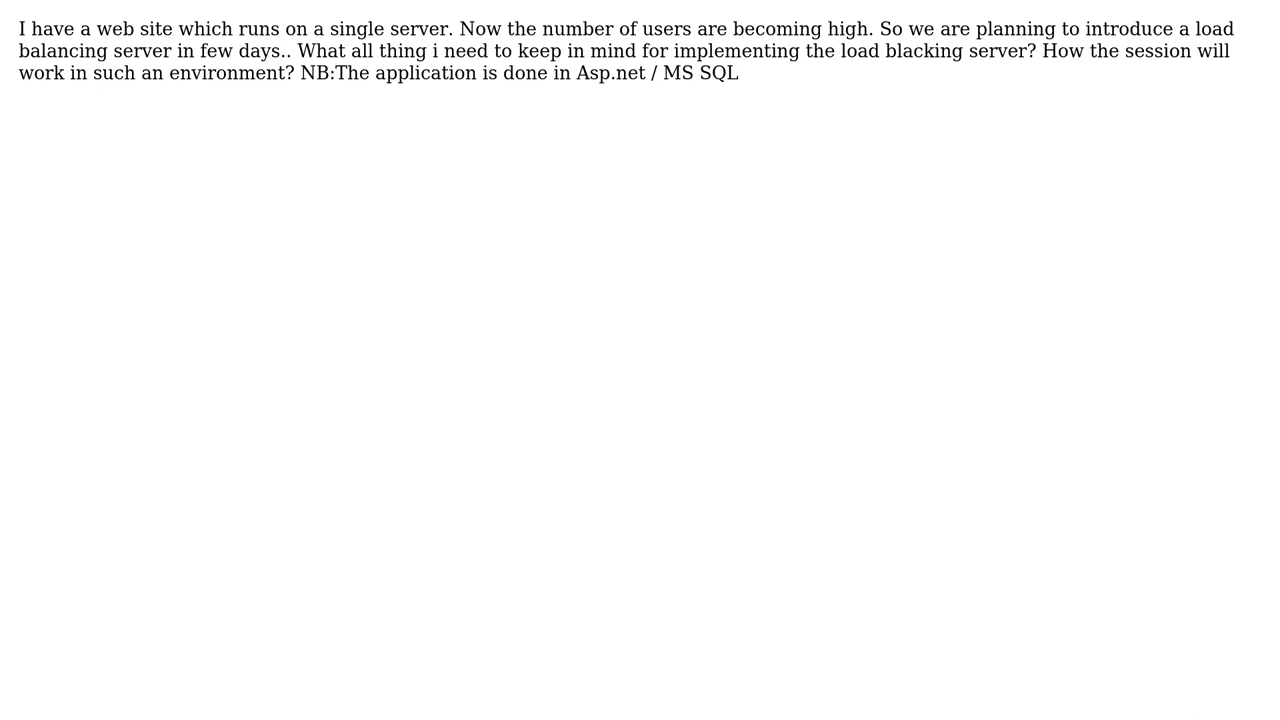 I have a web site which runs on a single server. Now the number of users are becoming high. So we are planning to introduce a load
balancing server in few days.. What all thing i need to keep in mind for implementing the load blacking server? How the session will
work in such an environment? NB:The application is done in Asp.net / MS SQL